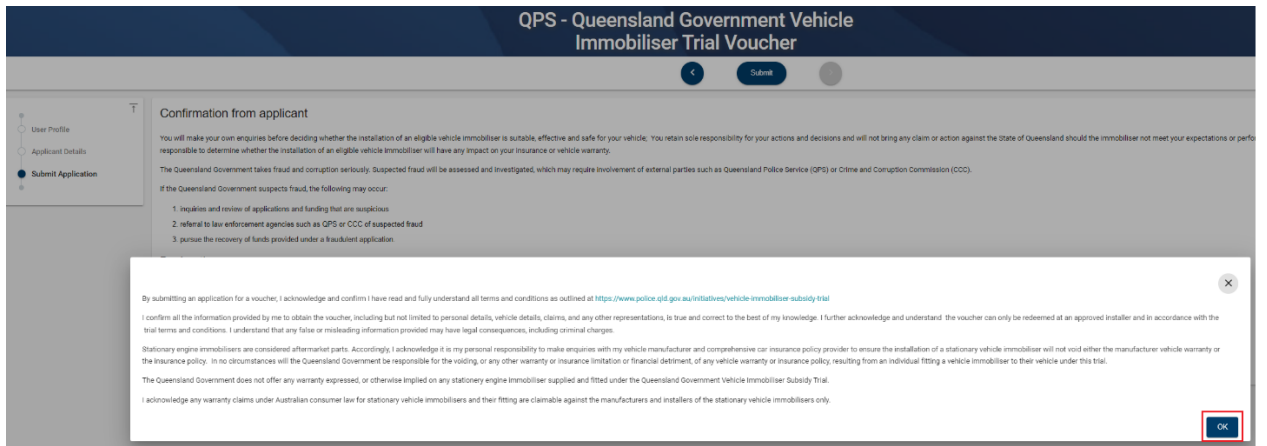 QPS - Queensland Government Vehicle
Immobiliser Trial Voucher
Submit
User Profile
Applicant Details
Submit Application
Confirmation from applicant
You will make your own enquiries before deciding whether the installation of an eligible vehicle immobiliser is suitable, effective and safe for your vehicle; You retain sole responsibility for your actions and decisions and will not bring any claim or action against the State of Queensland should the immobiliser not meet your expectations or perfo
responsible to determine whether the installation of an eligible vehicle immobiliser will have any impact on your insurance or vehicle warranty.
The Queensland Government takes fraud and corruption seriously. Suspected fraud will be assessed and investigated, which may require involvement of external parties such as Queensland Police Service (QPS) or Crime and Corruption Commission (CCC).
If the Queensland Government suspects fraud, the following may occur:
1. inquiries and review of applications and funding that are suspicious
2. referral to law enforcement agencies such as QPS or CCC of suspected fraud
3. pursue the recovery of funds provided under a fraudulent application
By submitting an application for a voucher, I acknowledge and confirm I have read and fully understand all terms and conditions as outlined at https://www.police.qld.gov.au/initiatives/vehicle-immobiliser-subsidy-trial
I confirm all the information provided by me to obtain the voucher, including but not limited to personal details, vehicle details, claims, and any other representations, is true and correct to the best of my knowledge. I further acknowledge and understand the voucher can only be redeemed at an approved installer and in accordance with the
trial terms and conditions. I understand that any false or misleading information provided may have legal consequences, including criminal charges.
Stationary engine immobilisers are considered aftermarket parts. Accordingly, I acknowledge it is my personal responsibility to make enquiries with my vehicle manufacturer and comprehensive car insurance policy provider to ensure the installation of a stationary vehicle immobiliser will not void either the manufacturer vehicle warranty or
the insurance policy. In no circumstances will the Queensland Government be responsible for the voiding, or any other warranty or insurance limitation or financial detriment, of any vehicle warranty or insurance policy, resulting from an individual fitting a vehicle immobiliser to their vehicle under this trial.
The Queensland Government does not offer any warranty expressed, or otherwise implied on any stationery engine immobiliser supplied and fitted under the Queensland Government Vehicle Immobiliser Subsidy Trial.
I acknowledge any warranty claims under Australian consumer law for stationary vehicle immobilisers and their fitting are claimable against the manufacturers and installers of the stationary vehicle immobilisers only.
OK